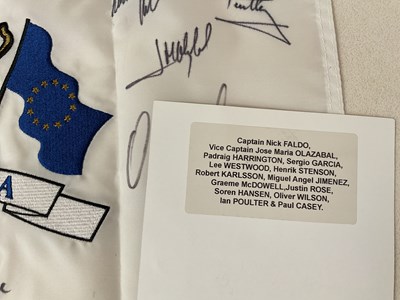 Captain Nick FALDO,
Vice Captain Jose Maria OLAZABAL,
Padraig HARRINGTON, Sergio GARCIA,
Lee WESTWOOD, Henrik STENSON,
Robert KARLSSON, Miguel Angel JIMENEZ,
Graeme McDOWELL,Justin ROSE,
Soren HANSEN, Oliver WILSON,
Ian POULTER & Paul CASEY.
A